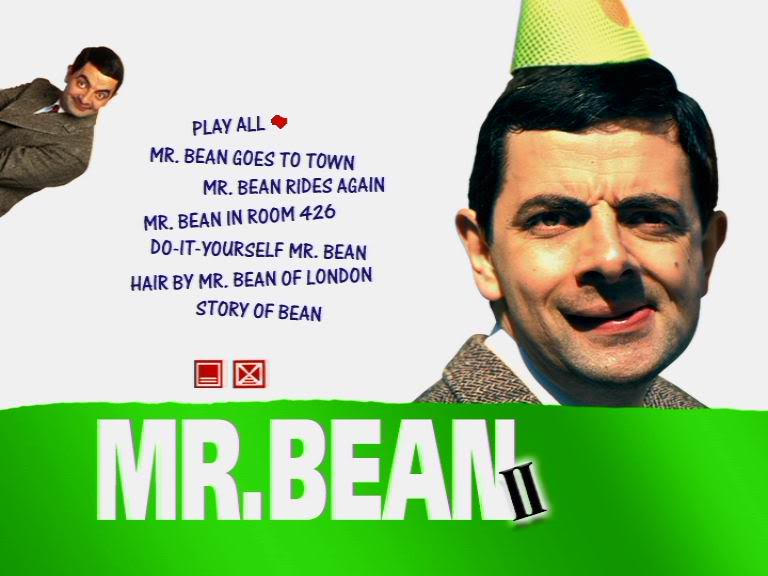 PLAY ALL
MR. BEAN GOES TO TOWN
MR. BEAN RIDES AGAIN
MR. BEAN IN ROOM 426
DO-IT-YOURSELF MR. BEAN
HAIR BY MR. BEAN OF LONDON
STORY OF BEAN
MR. BEAN
II